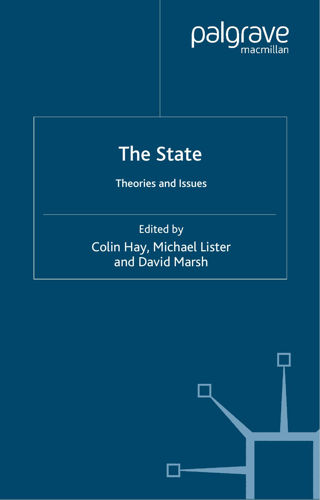 palgrave
macmillan
The State
Theories and Issues
Edited by
Colin Hay, Michael Lister
and David Marsh